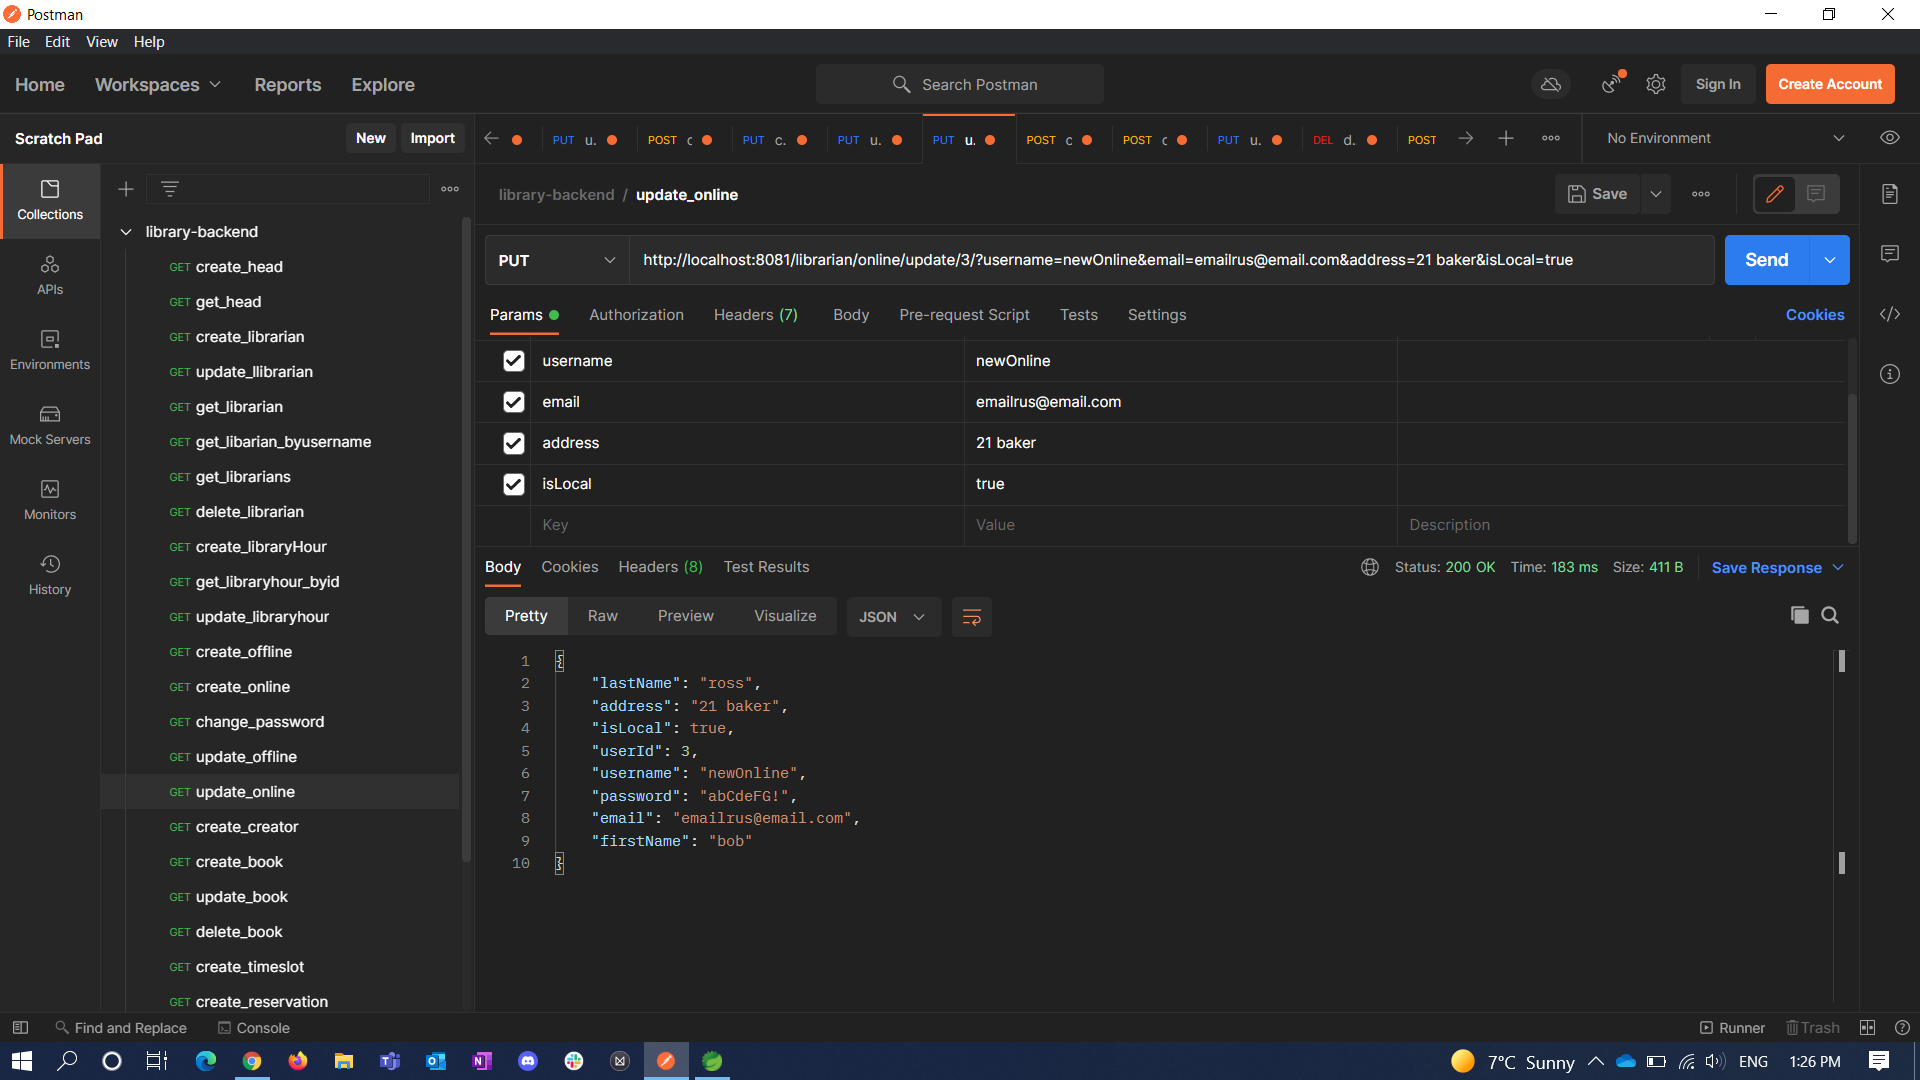 Postman
File Edit View Help
Home Workspaces Reports Explore Search Postman Sign In Create Account
Scratch Pad New Import PUT u. POST c PUT c. PUT u. PUT u. POST c POST c PUT u. DEL d. POST No Environment
library-backend / update_online Save
Collections
APIs
Environments
Mock Servers
Monitors
History
library-backend
GET create_head
GET get_head
GET create_librarian
GET update_llibrarian
GET get_librarian
GET get_libarian_byusername
GET get_librarians
GET delete_librarian
GET create_libraryHour
GET get_libraryhour_byid
GET update_libraryhour
GET create_offline
GET create_online
GET change_password
GET update_offline
GET update_online
GET create_creator
GET create_book
GET update_book
GET delete_book
GET create_timeslot
GET create_reservation
PUT http://localhost:8081/librarian/online/update/3/?username=newOnline&email=emailrus@email.com&address=21 baker&isLocal=true Send
Params Authorization Headers (7) Body Pre-request Script Tests Settings Cookies
username newOnline
email emailrus@email.com
address 21 baker
isLocal true
Key Value Description
Body Cookies Headers (8) Test Results Status: 200 OK Time: 183 ms Size: 411 B Save Response
Pretty Raw Preview Visualize JSON
1 {
2 "lastName": "ross",
3 "address": "21 baker",
4 "isLocal": true,
5 "userId": 3,
6 "username": "newOnline",
7 "password": "abCdeFG!",
8 "email": "emailrus@email.com",
9 "firstName": "bob"
10 }
Find and Replace Console Runner Trash
7°C Sunny ENG 1:26 PM